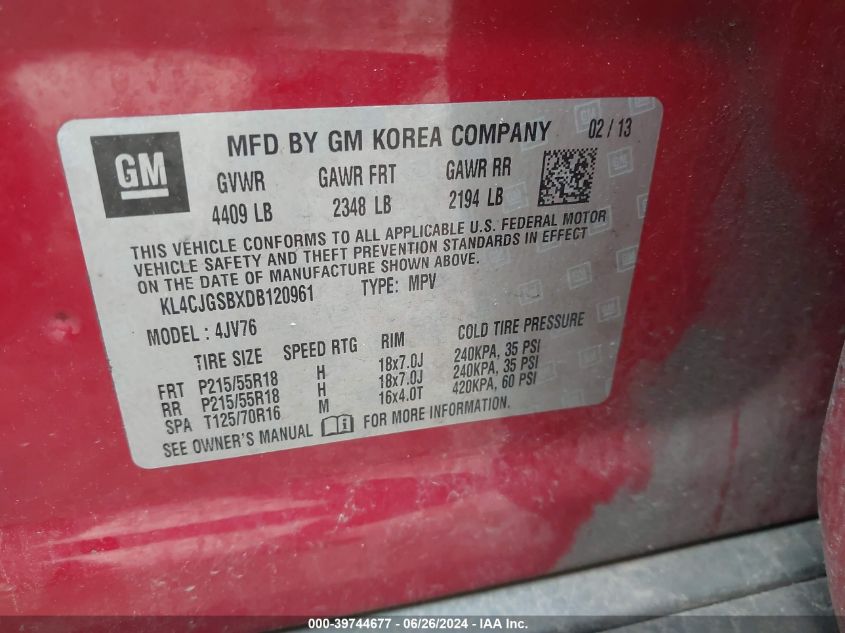 GM
MFD BY GM KOREA COMPANY 02 / 13
GVWR GAWR FRT GAWR RR
4409 LB 2348 LB 2194 LB
THIS VEHICLE CONFORMS TO ALL APPLICABLE U.S. FEDERAL MOTOR
VEHICLE SAFETY AND THEFT PREVENTION STANDARDS IN EFFECT
ON THE DATE OF MANUFACTURE SHOWN ABOVE.
KL4CJGSBXDB120961 TYPE: MPV
MODEL : 4JV76
TIRE SIZE SPEED RTG RIM COLD TIRE PRESSURE
FRT P215/55R18 H 18x7.0J 240KPA, 35 PSI
RR P215/55R18 H 18x7.0J 240KPA, 35 PSI
SPA T125/70R16 M 16x4.0T 420KPA, 60 PSI
SEE OWNER'S MANUAL FOR MORE INFORMATION.
000-39744677 / 06/26/2024 - IAA Inc.